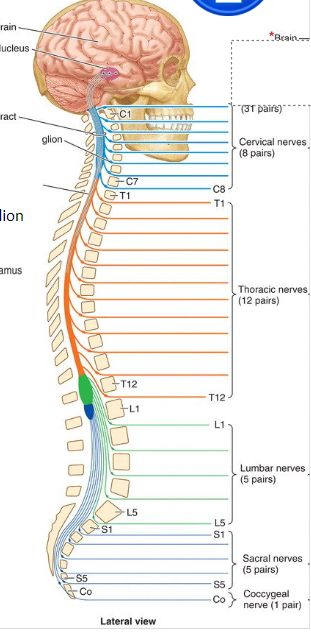 rain
*Brain
ucleus
(31 pairs)
ract
C1
glion
Cervical nerves
(8 pairs)
C7
C8
T1
T1
lion
amus
Thoracic nerves
(12 pairs)
T12
T12
L1
L1
Lumbar nerves
(5 pairs)
L5
L5
S1
S1
Sacral nerves
(5 pairs)
S5
S5
Co
Co
Coccygeal
nerve (1 pair)
Lateral view